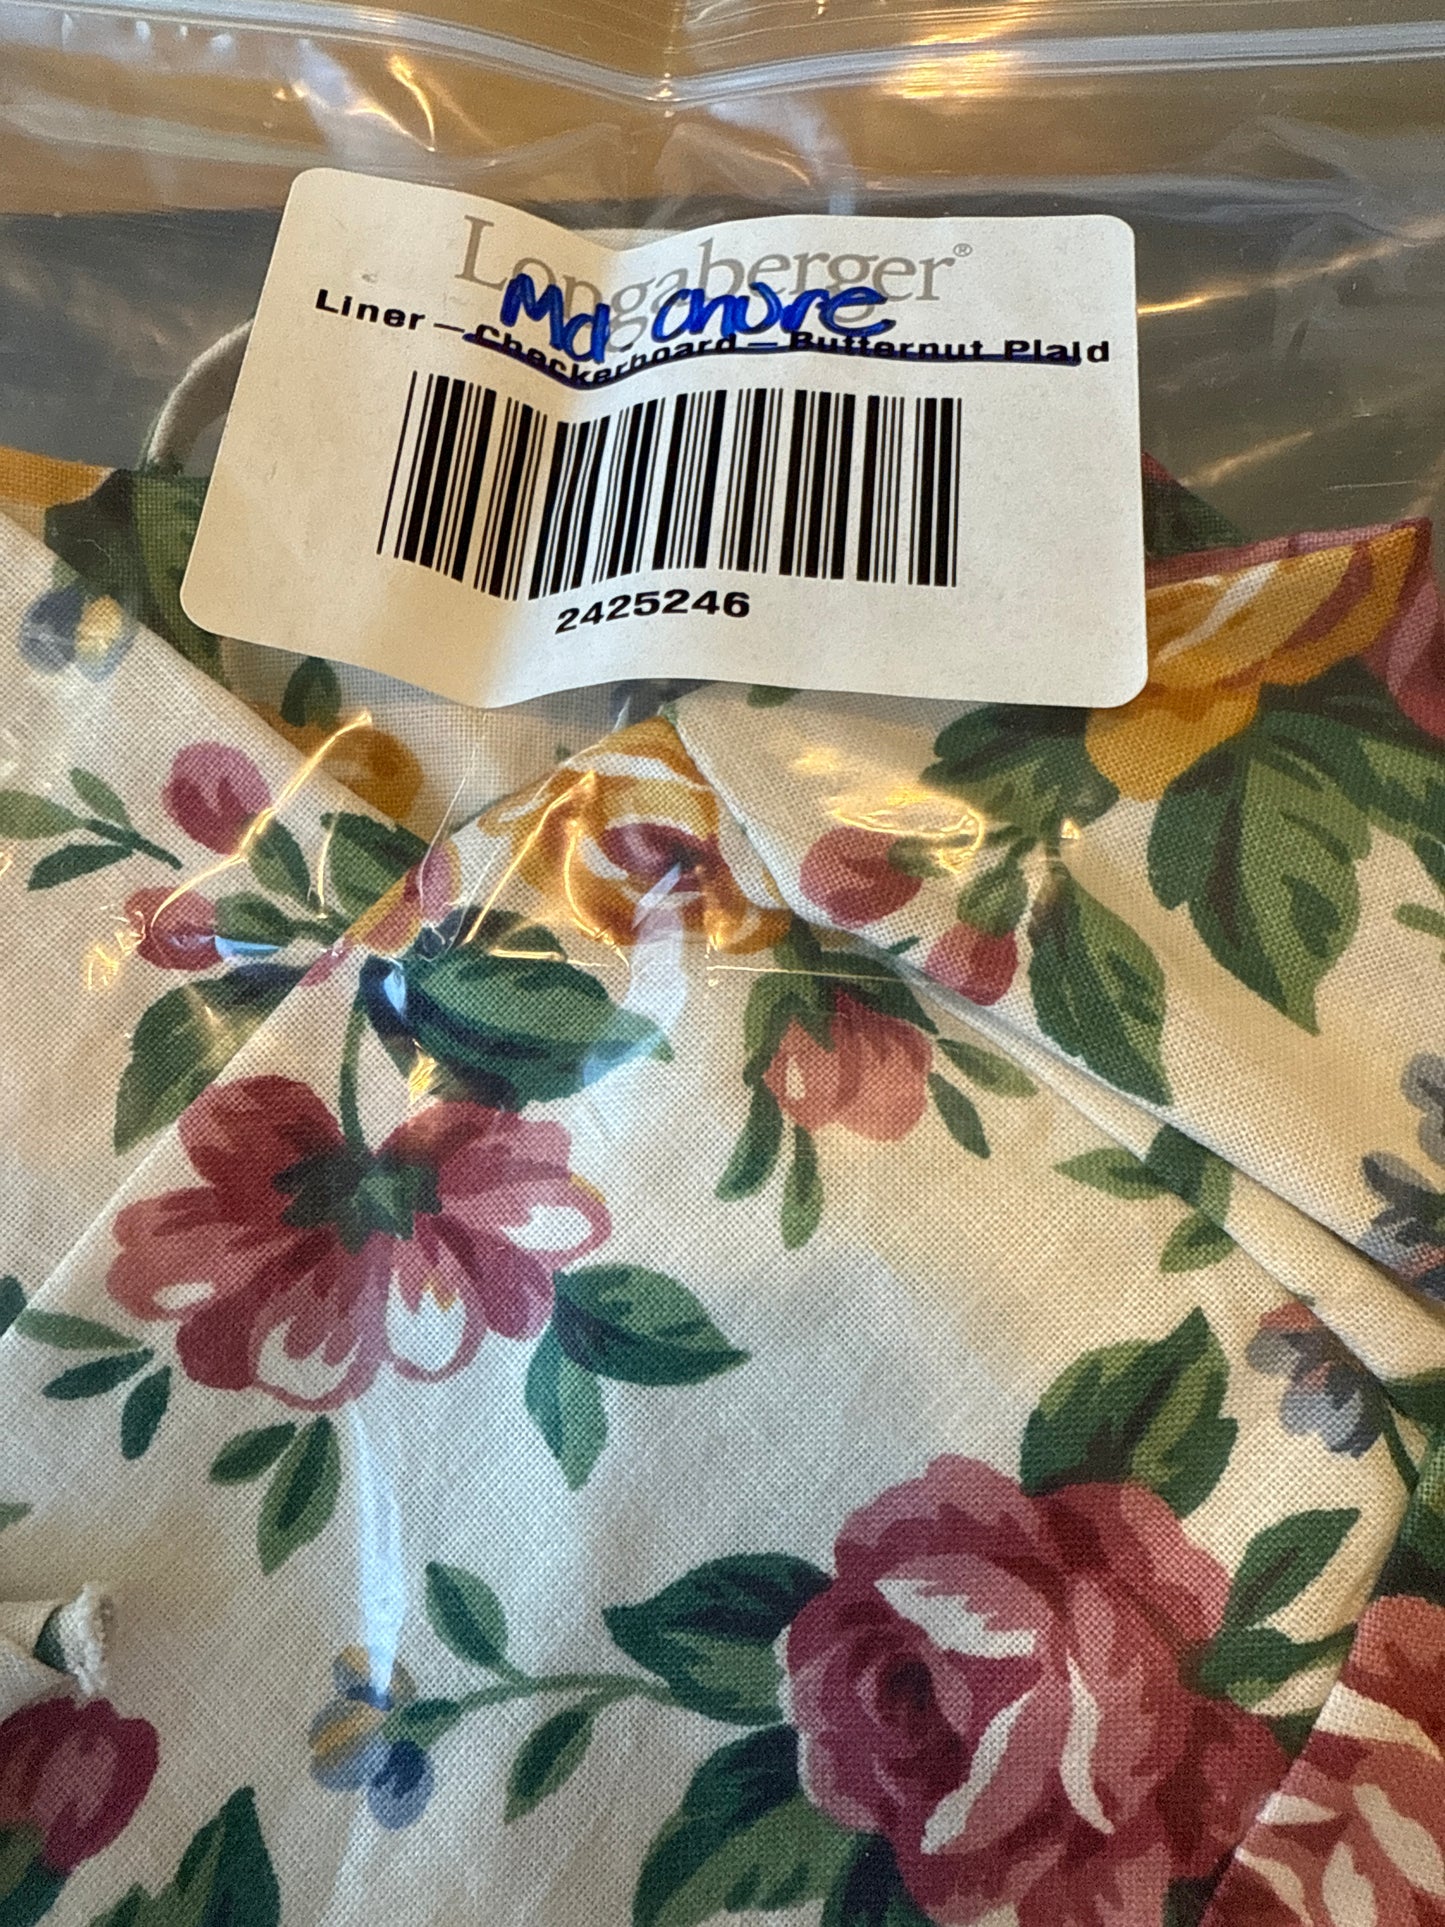 Longaberger®
Md chore
Liner – Checkerboard – Butternut Plaid
2425246